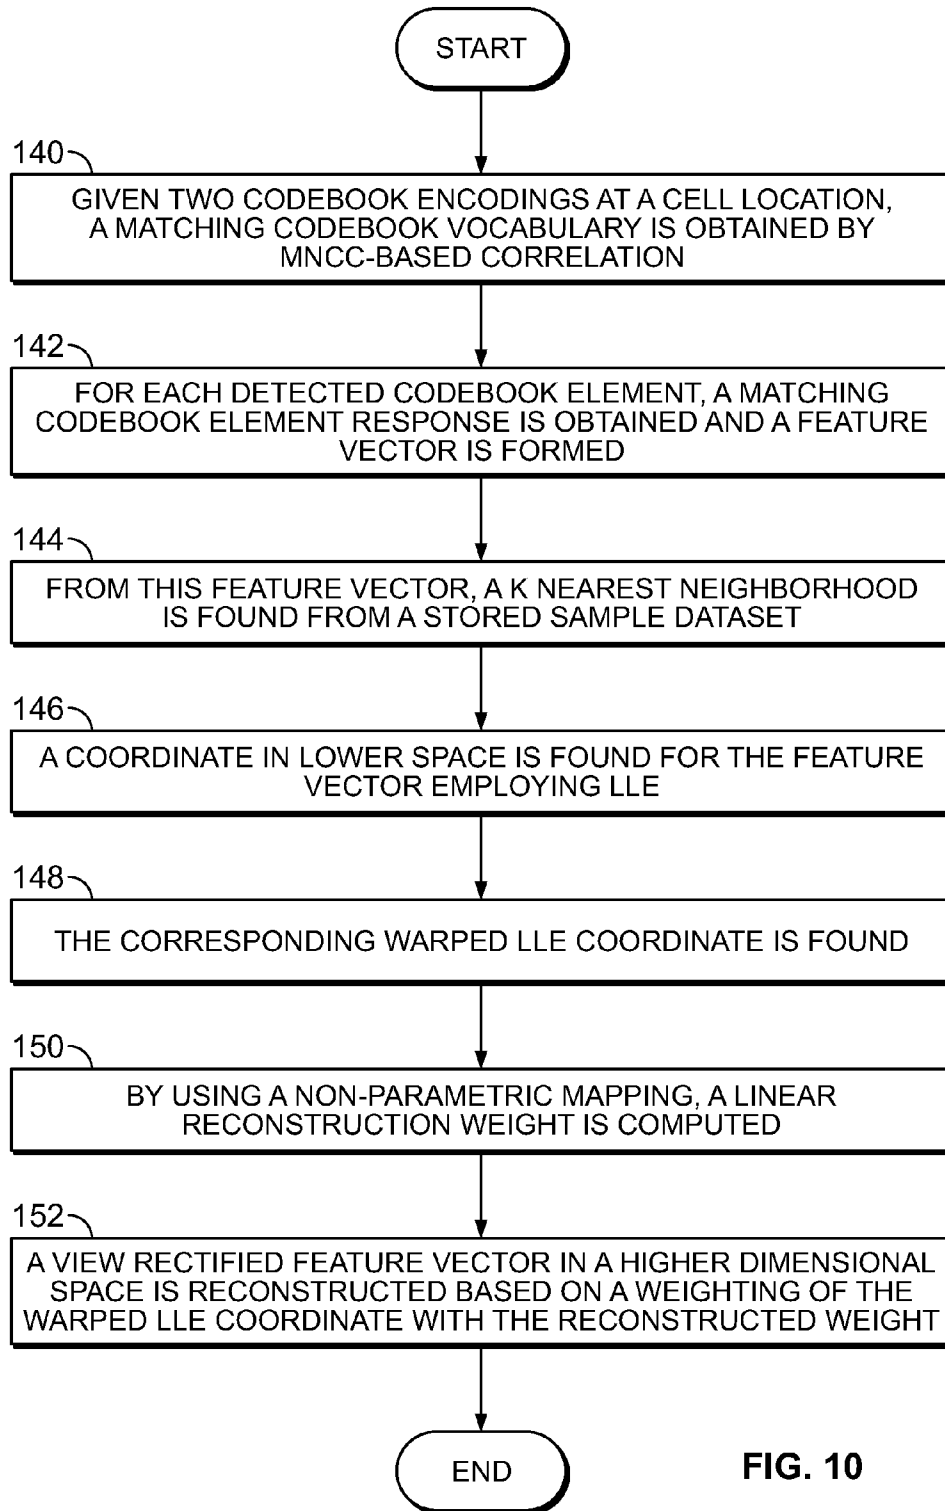 START
140
GIVEN TWO CODEBOOK ENCODINGS AT A CELL LOCATION,
A MATCHING CODEBOOK VOCABULARY IS OBTAINED BY
MNCC-BASED CORRELATION
142
FOR EACH DETECTED CODEBOOK ELEMENT, A MATCHING
CODEBOOK ELEMENT RESPONSE IS OBTAINED AND A FEATURE
VECTOR IS FORMED
144
FROM THIS FEATURE VECTOR, A K NEAREST NEIGHBORHOOD
IS FOUND FROM A STORED SAMPLE DATASET
146
A COORDINATE IN LOWER SPACE IS FOUND FOR THE FEATURE
VECTOR EMPLOYING LLE
148
THE CORRESPONDING WARPED LLE COORDINATE IS FOUND
150
BY USING A NON-PARAMETRIC MAPPING, A LINEAR
RECONSTRUCTION WEIGHT IS COMPUTED
152
A VIEW RECTIFIED FEATURE VECTOR IN A HIGHER DIMENSIONAL
SPACE IS RECONSTRUCTED BASED ON A WEIGHTING OF THE
WARPED LLE COORDINATE WITH THE RECONSTRUCTED WEIGHT
END
FIG. 10